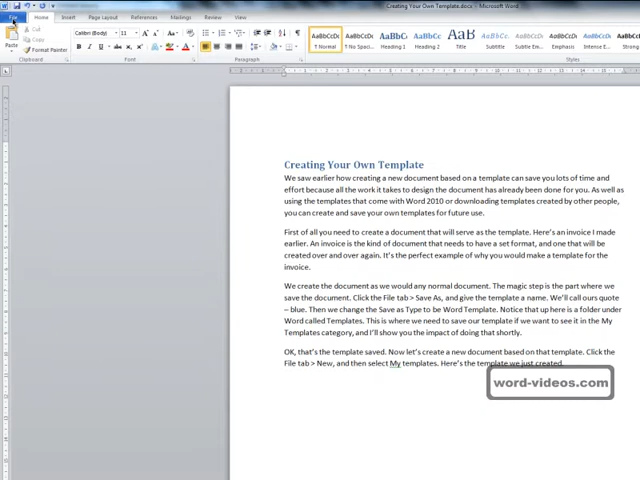 Creating Your Own Template.docx - Microsoft Word
File Home Insert Page Layout References Mailings Review View
Cut
Copy
Paste
Format Painter
Clipboard
Calibri (Body) 11
Font
Paragraph
AaBbCcDc AaBbCcDc AaBbCc AaBbCc AaB AaBbCc. AaBbCcDi AaBbCcDi AaBbCcDi AaBbCcDc
¶ Normal ¶ No Spaci... Heading 1 Heading 2 Title Subtitle Subtle Em... Emphasis Intense E... Strong
Styles
Creating Your Own Template
We saw earlier how creating a new document based on a template can save you lots of time and
effort because all the work it takes to design the document has already been done for you. As well as
using the templates that come with Word 2010 or downloading templates created by other people,
you can create and save your own templates for future use.
First of all you need to create a document that will serve as the template. Here's an invoice I made
earlier. An invoice is the kind of document that needs to have a set format, and one that will be
created over and over again. It's the perfect example of why you would make a template for the
invoice.
We create the document as we would any normal document. The magic step is the part where we
save the document. Click the File tab > Save As, and give the template a name. We'll call ours quote
– blue. Then we change the Save as Type to be Word Template. Notice that up here is a folder under
Word called Templates. This is where we need to save our template if we want to see it in the My
Templates category, and I'll show you the impact of doing that shortly.
OK, that's the template saved. Now let's create a new document based on that template. Click the
File tab > New, and then select My templates. Here's the template we just created.
word-videos.com